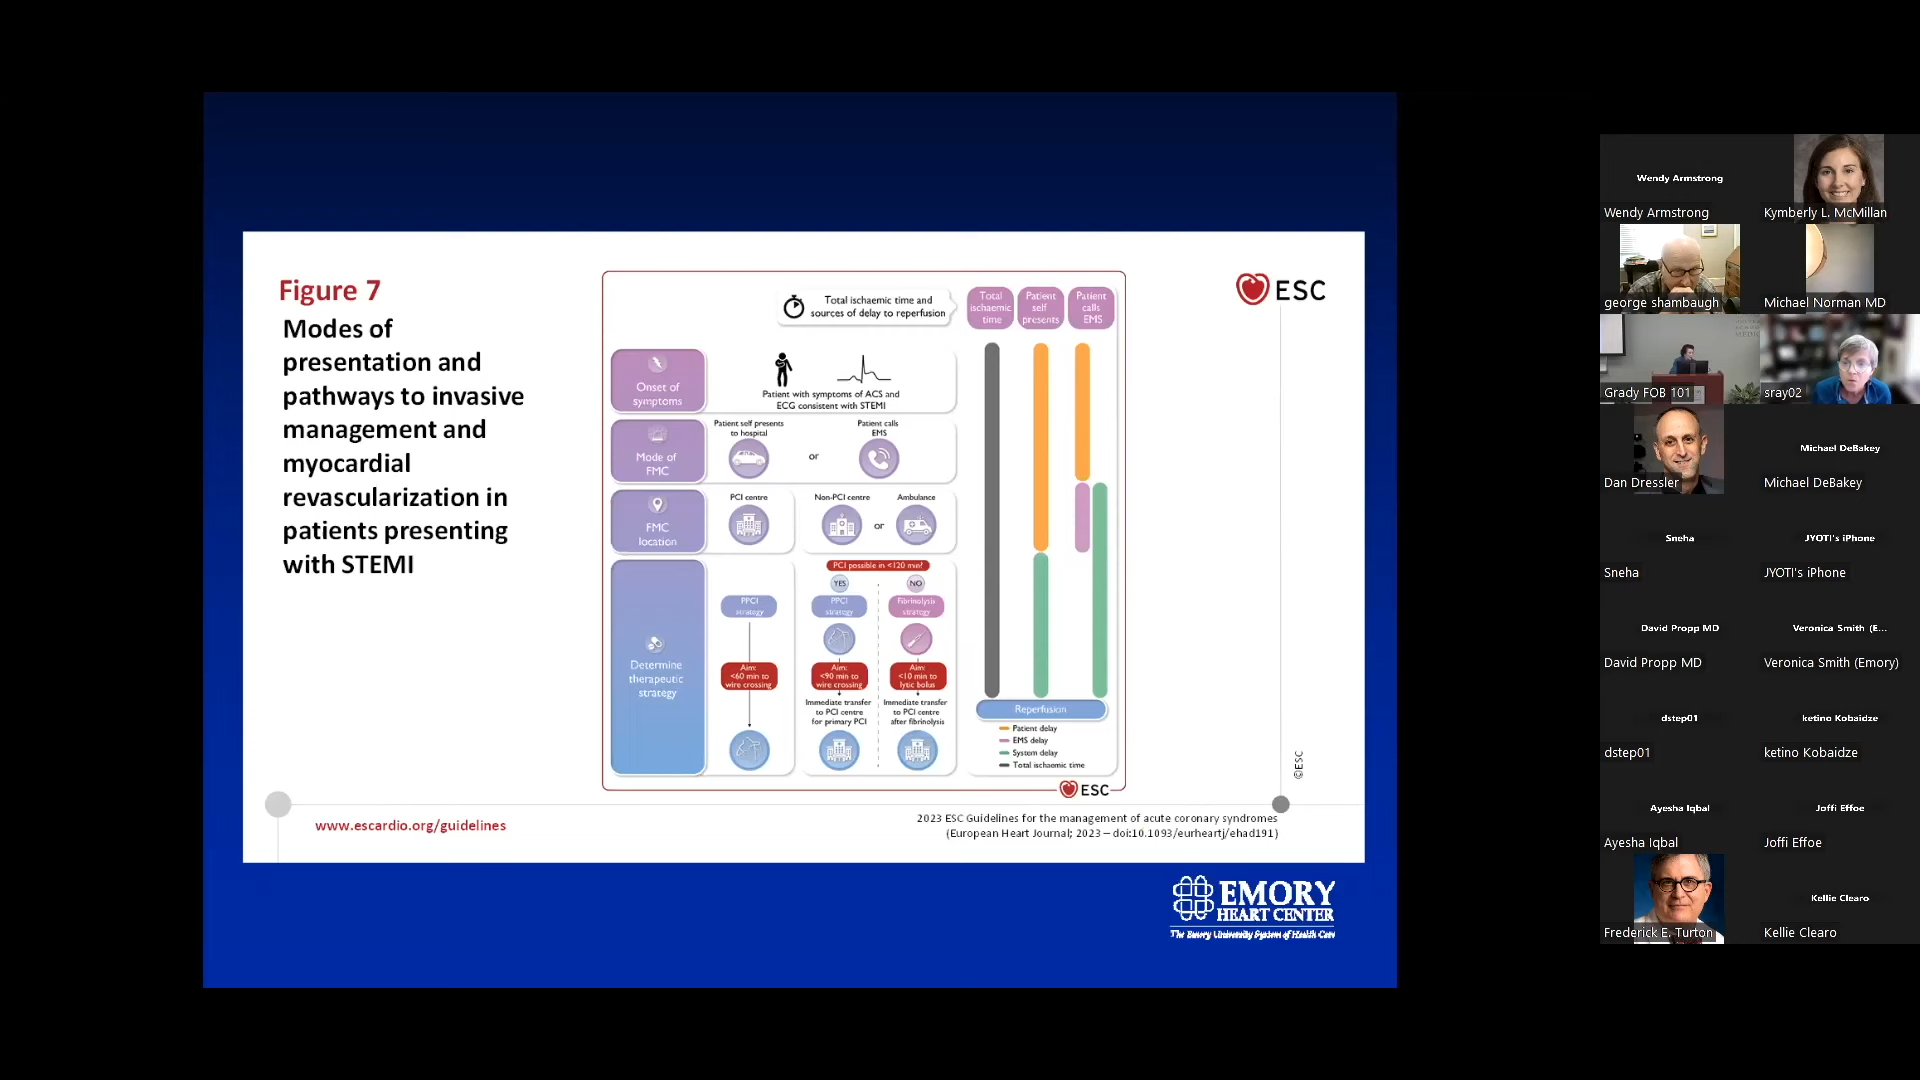 Figure 7
Modes of
presentation and
pathways to invasive
management and
myocardial
revascularization in
patients presenting
with STEMI
Total ischaemic time and
sources of delay to reperfusion
Total
ischaemic
time
Patient
self
presents
Patient
calls
EMS
ESC
Onset of
symptoms
Patient with symptoms of ACS and
ECG consistent with STEMI
Mode of
FMC
Patient self presents
to hospital
or
Patient calls
EMS
FMC
location
PCI centre
Non-PCI centre
or
Ambulance
Determine
therapeutic
strategy
PCI possible in <120 min?
YES
NO
PPCI
strategy
PPCI
strategy
Fibrinolysis
strategy
Aim:
<60 min to
wire crossing
Aim:
<90 min to
wire crossing
Aim:
<10 min to
lytic bolus
Immediate transfer
to PCI centre
for primary PCI
Immediate transfer
to PCI centre
after fibrinolysis
Reperfusion
Patient delay
EMS delay
System delay
Total ischaemic time
ESC
©ESC
www.escardio.org/guidelines
2023 ESC Guidelines for the management of acute coronary syndromes
(European Heart Journal; 2023 – doi:10.1093/eurheartj/ehad191)
EMORY
HEART CENTER
The Emory University System of Health Care
Wendy Armstrong
Wendy Armstrong
Kymberly L. McMillan
george shambaugh
Michael Norman MD
Grady FOB 101
sray02
Dan Dressler
Michael DeBakey
Michael DeBakey
Sneha
Sneha
JYOTI's iPhone
JYOTI's iPhone
David Propp MD
David Propp MD
Veronica Smith (E...
Veronica Smith (Emory)
dstep01
dstep01
ketino Kobaidze
ketino Kobaidze
Ayesha Iqbal
Ayesha Iqbal
Joffi Effoe
Joffi Effoe
Frederick E. Turton
Kellie Clearo
Kellie Clearo